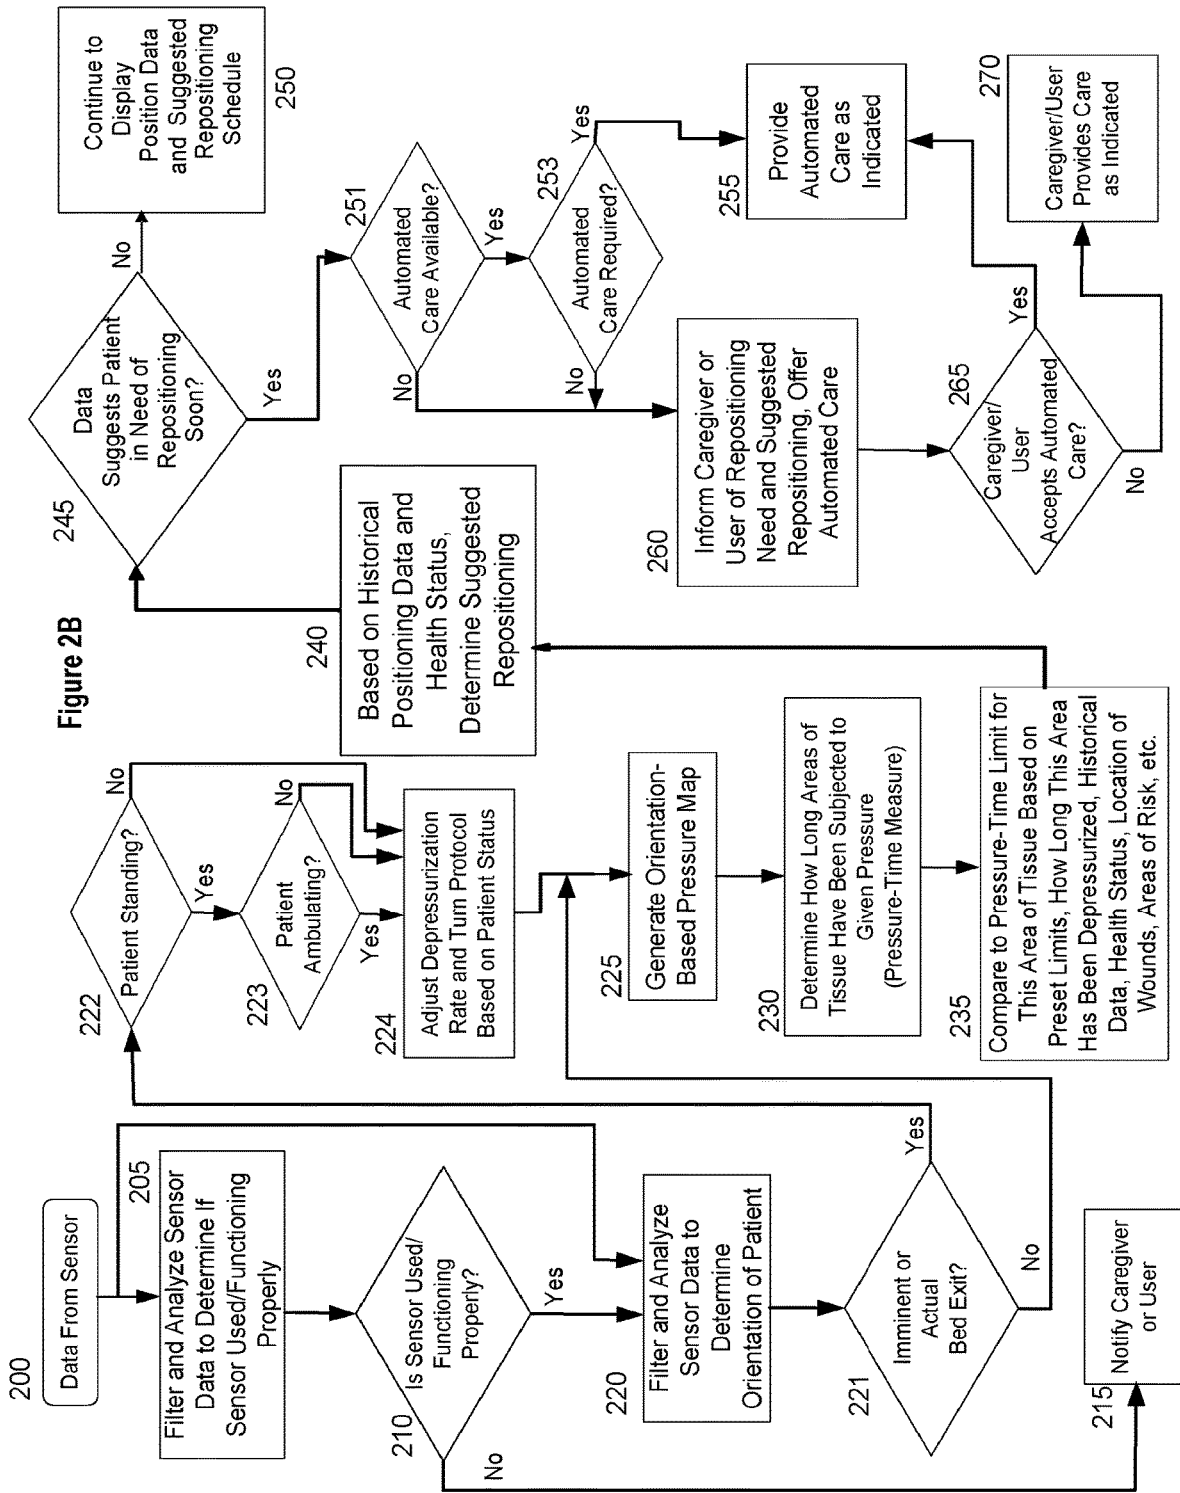 Figure 2B
200
Data From Sensor
205
Filter and Analyze Sensor
Data to Determine If
Sensor Used/Functioning
Properly
210
Is Sensor Used/
Functioning
Properly?
No
Yes
215
Notify Caregiver
or User
220
Filter and Analyze
Sensor Data to
Determine
Orientation of Patient
221
Imminent or
Actual
Bed Exit?
Yes
No
222
Patient Standing?
No
Yes
223
Patient
Ambulating?
No
Yes
224
Adjust Depressurization
Rate and Turn Protocol
Based on Patient Status
225
Generate Orientation-
Based Pressure Map
230
Determine How Long Areas of
Tissue Have Been Subjected to
Given Pressure
(Pressure-Time Measure)
235
Compare to Pressure-Time Limit for
This Area of Tissue Based on
Preset Limits, How Long This Area
Has Been Depressurized, Historical
Data, Health Status, Location of
Wounds, Areas of Risk, etc.
240
Based on Historical
Positioning Data and
Health Status,
Determine Suggested
Repositioning
245
Data
Suggests Patient
in Need of
Repositioning
Soon?
No
Yes
Continue to
Display
Position Data
and Suggested
Repositioning
Schedule
250
251
Automated
Care Available?
No
Yes
253
Automated
Care Required?
No
Yes
255
Provide
Automated
Care as
Indicated
260
Inform Caregiver or
User of Repositioning
Need and Suggested
Repositioning, Offer
Automated Care
265
Caregiver/
User
Accepts Automated
Care?
Yes
No
270
Caregiver/User
Provides Care
as Indicated